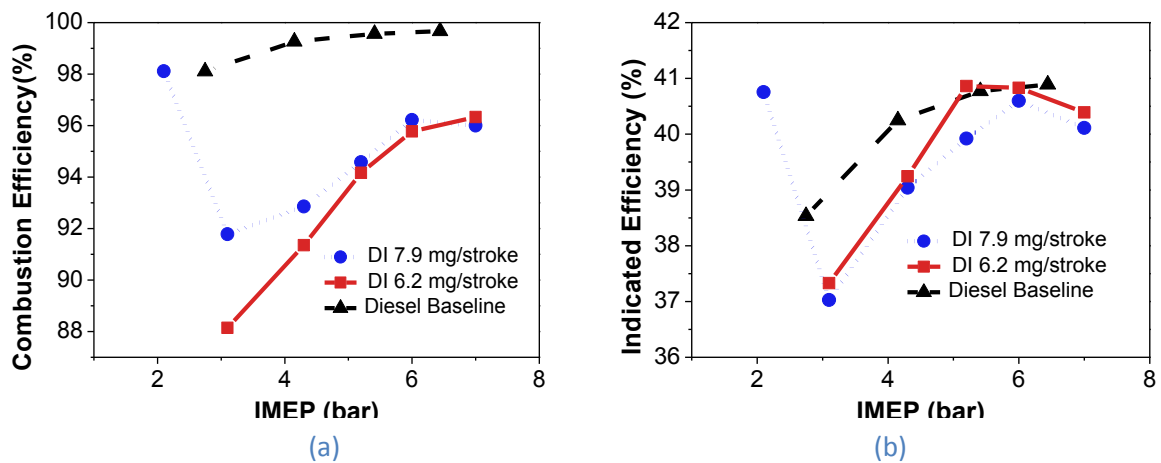 Combustion Efficiency(%)
100
98
96
94
92
90
88
DI 7.9 mg/stroke
DI 6.2 mg/stroke
Diesel Baseline
2 4 6 8
IMEP (bar)
(a)
Indicated Efficiency (%)
42
41
40
39
38
37
36
DI 7.9 mg/stroke
DI 6.2 mg/stroke
Diesel Baseline
2 4 6 8
IMEP (bar)
(b)